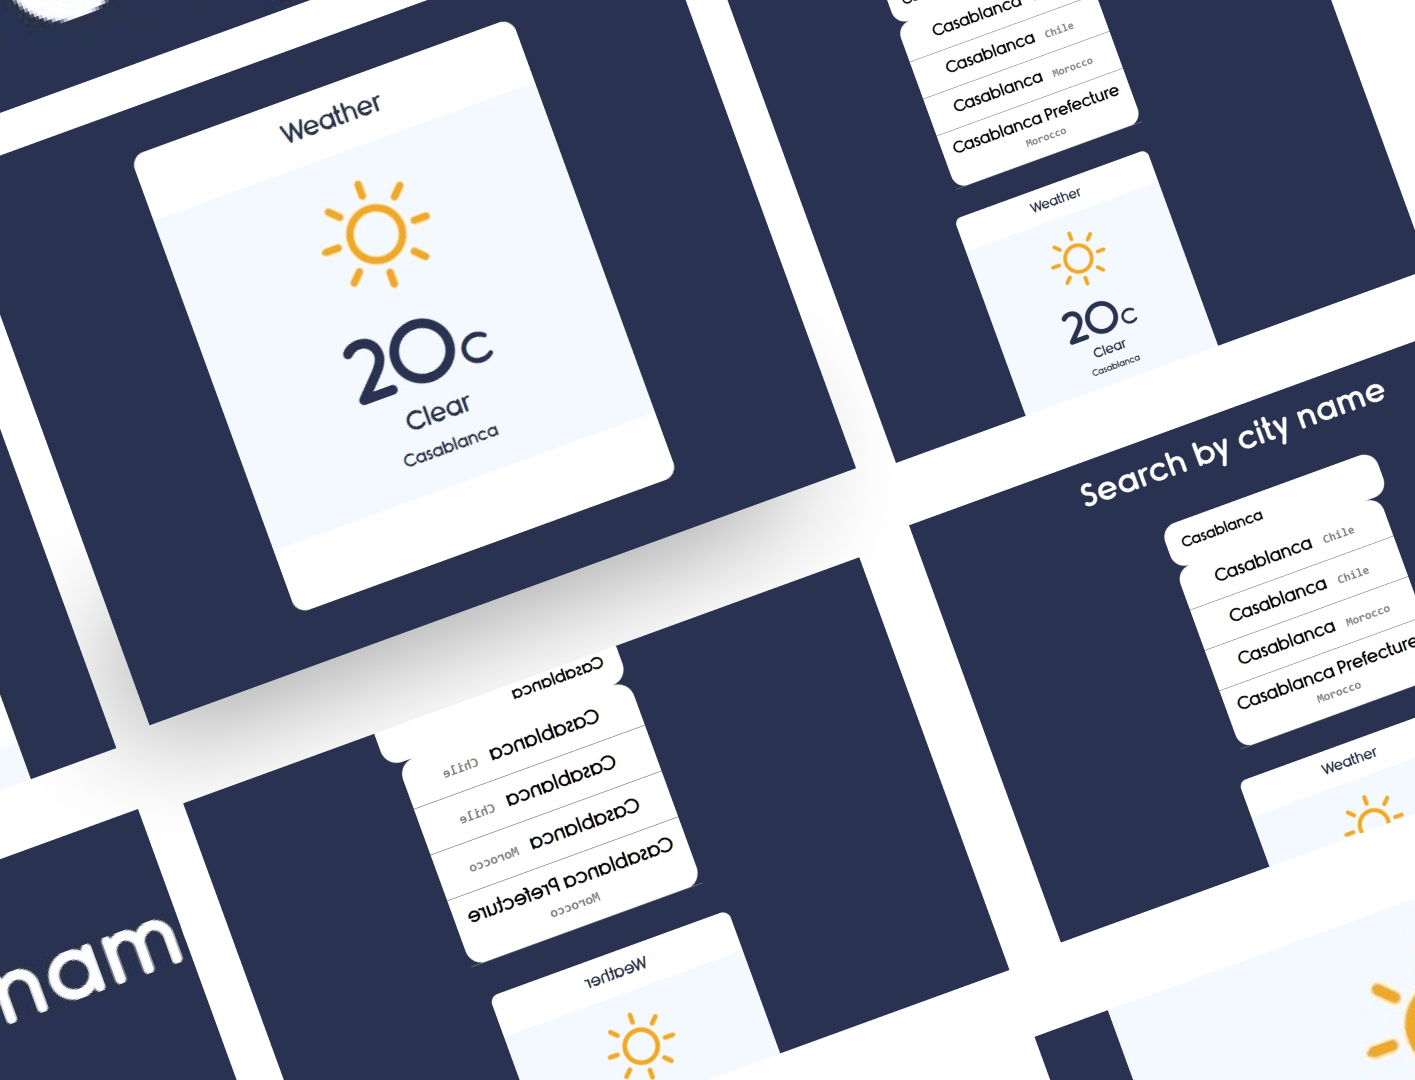 Weather
20c
Clear
Casablanca
Casablanca
Casablanca Chile
Casablanca Morocco
Casablanca Prefecture
Morocco
Weather
20c
Clear
Casablanca
Search by city name
Casablanca
Casablanca Chile
Casablanca Chile
Casablanca Morocco
Casablanca Prefecture
Morocco
Weather
Casablanca
Casablanca Chile
Casablanca Chile
Casablanca Morocco
Casablanca Prefecture
Morocco
Weather
nam